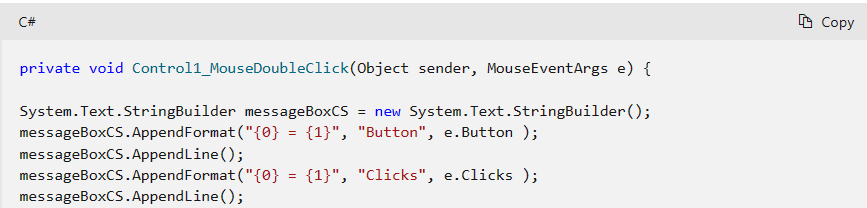 C#
Copy
private void Control1_MouseDoubleClick(Object sender, MouseEventArgs e) {
System.Text.StringBuilder messageBoxCS = new System.Text.StringBuilder();
messageBoxCS.AppendFormat("{0} = {1}", "Button", e.Button );
messageBoxCS.AppendLine();
messageBoxCS.AppendFormat("{0} = {1}", "Clicks", e.Clicks );
messageBoxCS.AppendLine();